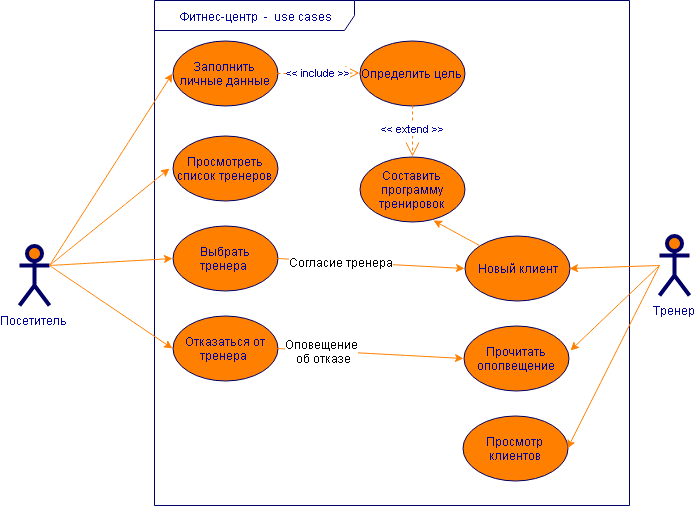 Фитнес-центр - use cases
Заполнить
личные данные
<< include >>
Определить цель
<< extend >>
Просмотреть
список тренеров
Составить
программу
тренировок
Выбрать
тренера
Согласие тренера
Новый клиент
Посетитель
Тренер
Отказаться от
тренера
Оповещение
об отказе
Прочитать
опопвещение
Просмотр
клиентов